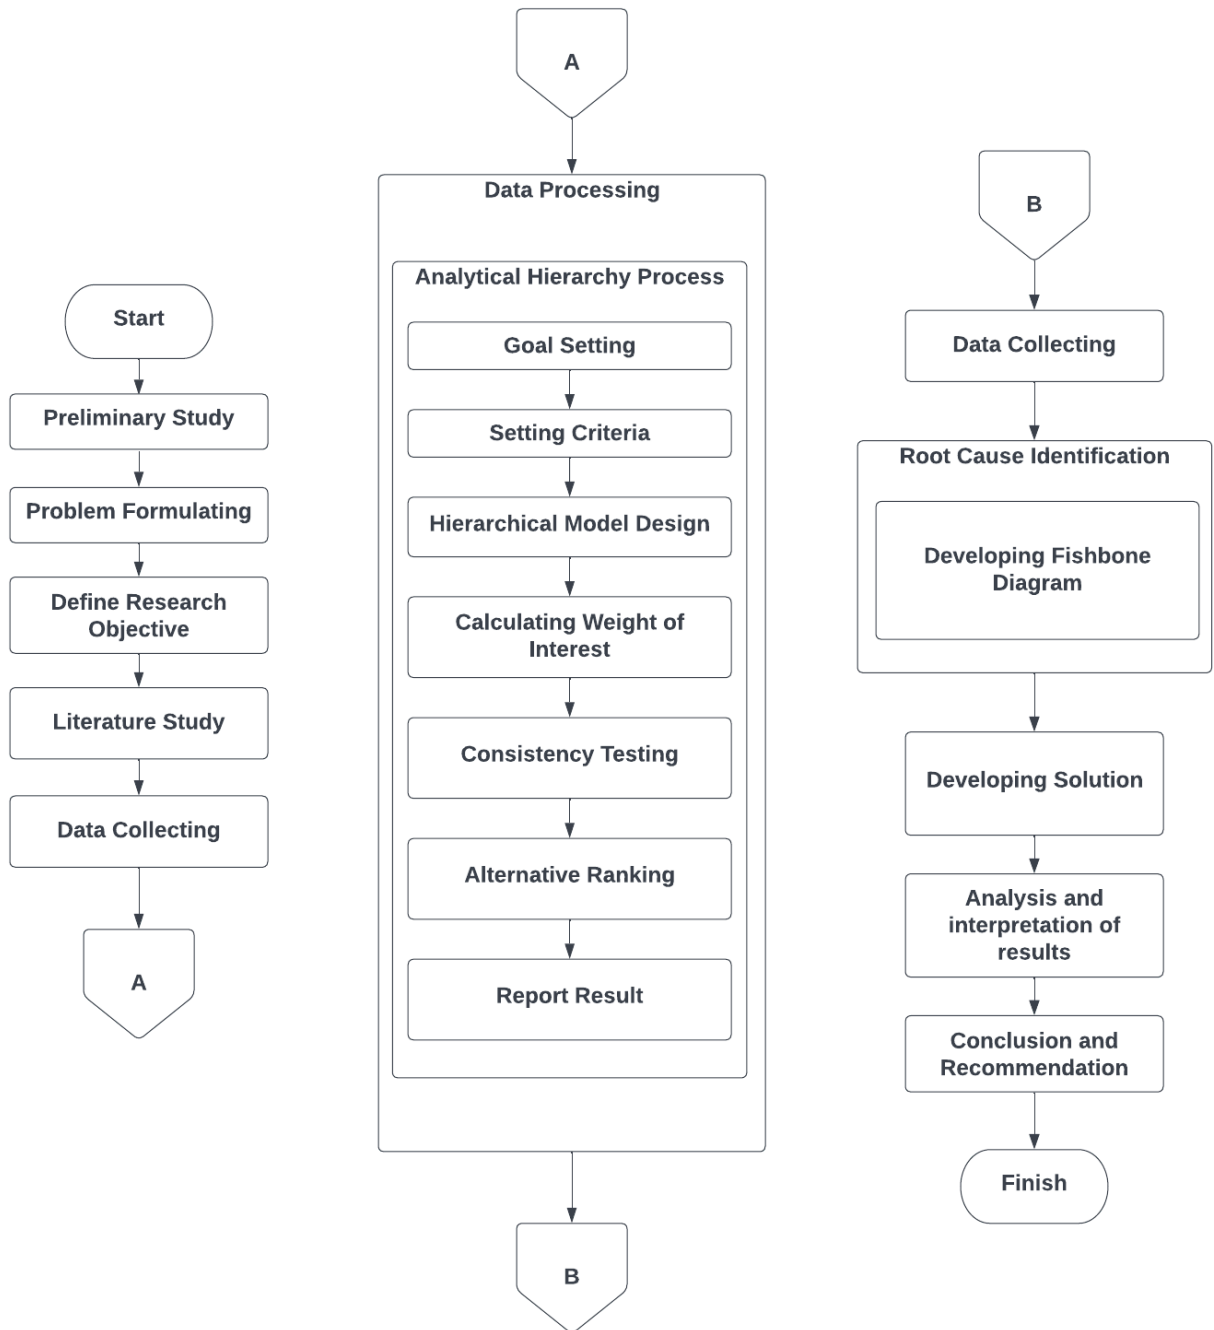 Start
Preliminary Study
Problem Formulating
Define Research
Objective
Literature Study
Data Collecting
A
A
Data Processing
Analytical Hierarchy Process
Goal Setting
Setting Criteria
Hierarchical Model Design
Calculating Weight of
Interest
Consistency Testing
Alternative Ranking
Report Result
B
B
Data Collecting
Root Cause Identification
Developing Fishbone
Diagram
Developing Solution
Analysis and
interpretation of
results
Conclusion and
Recommendation
Finish